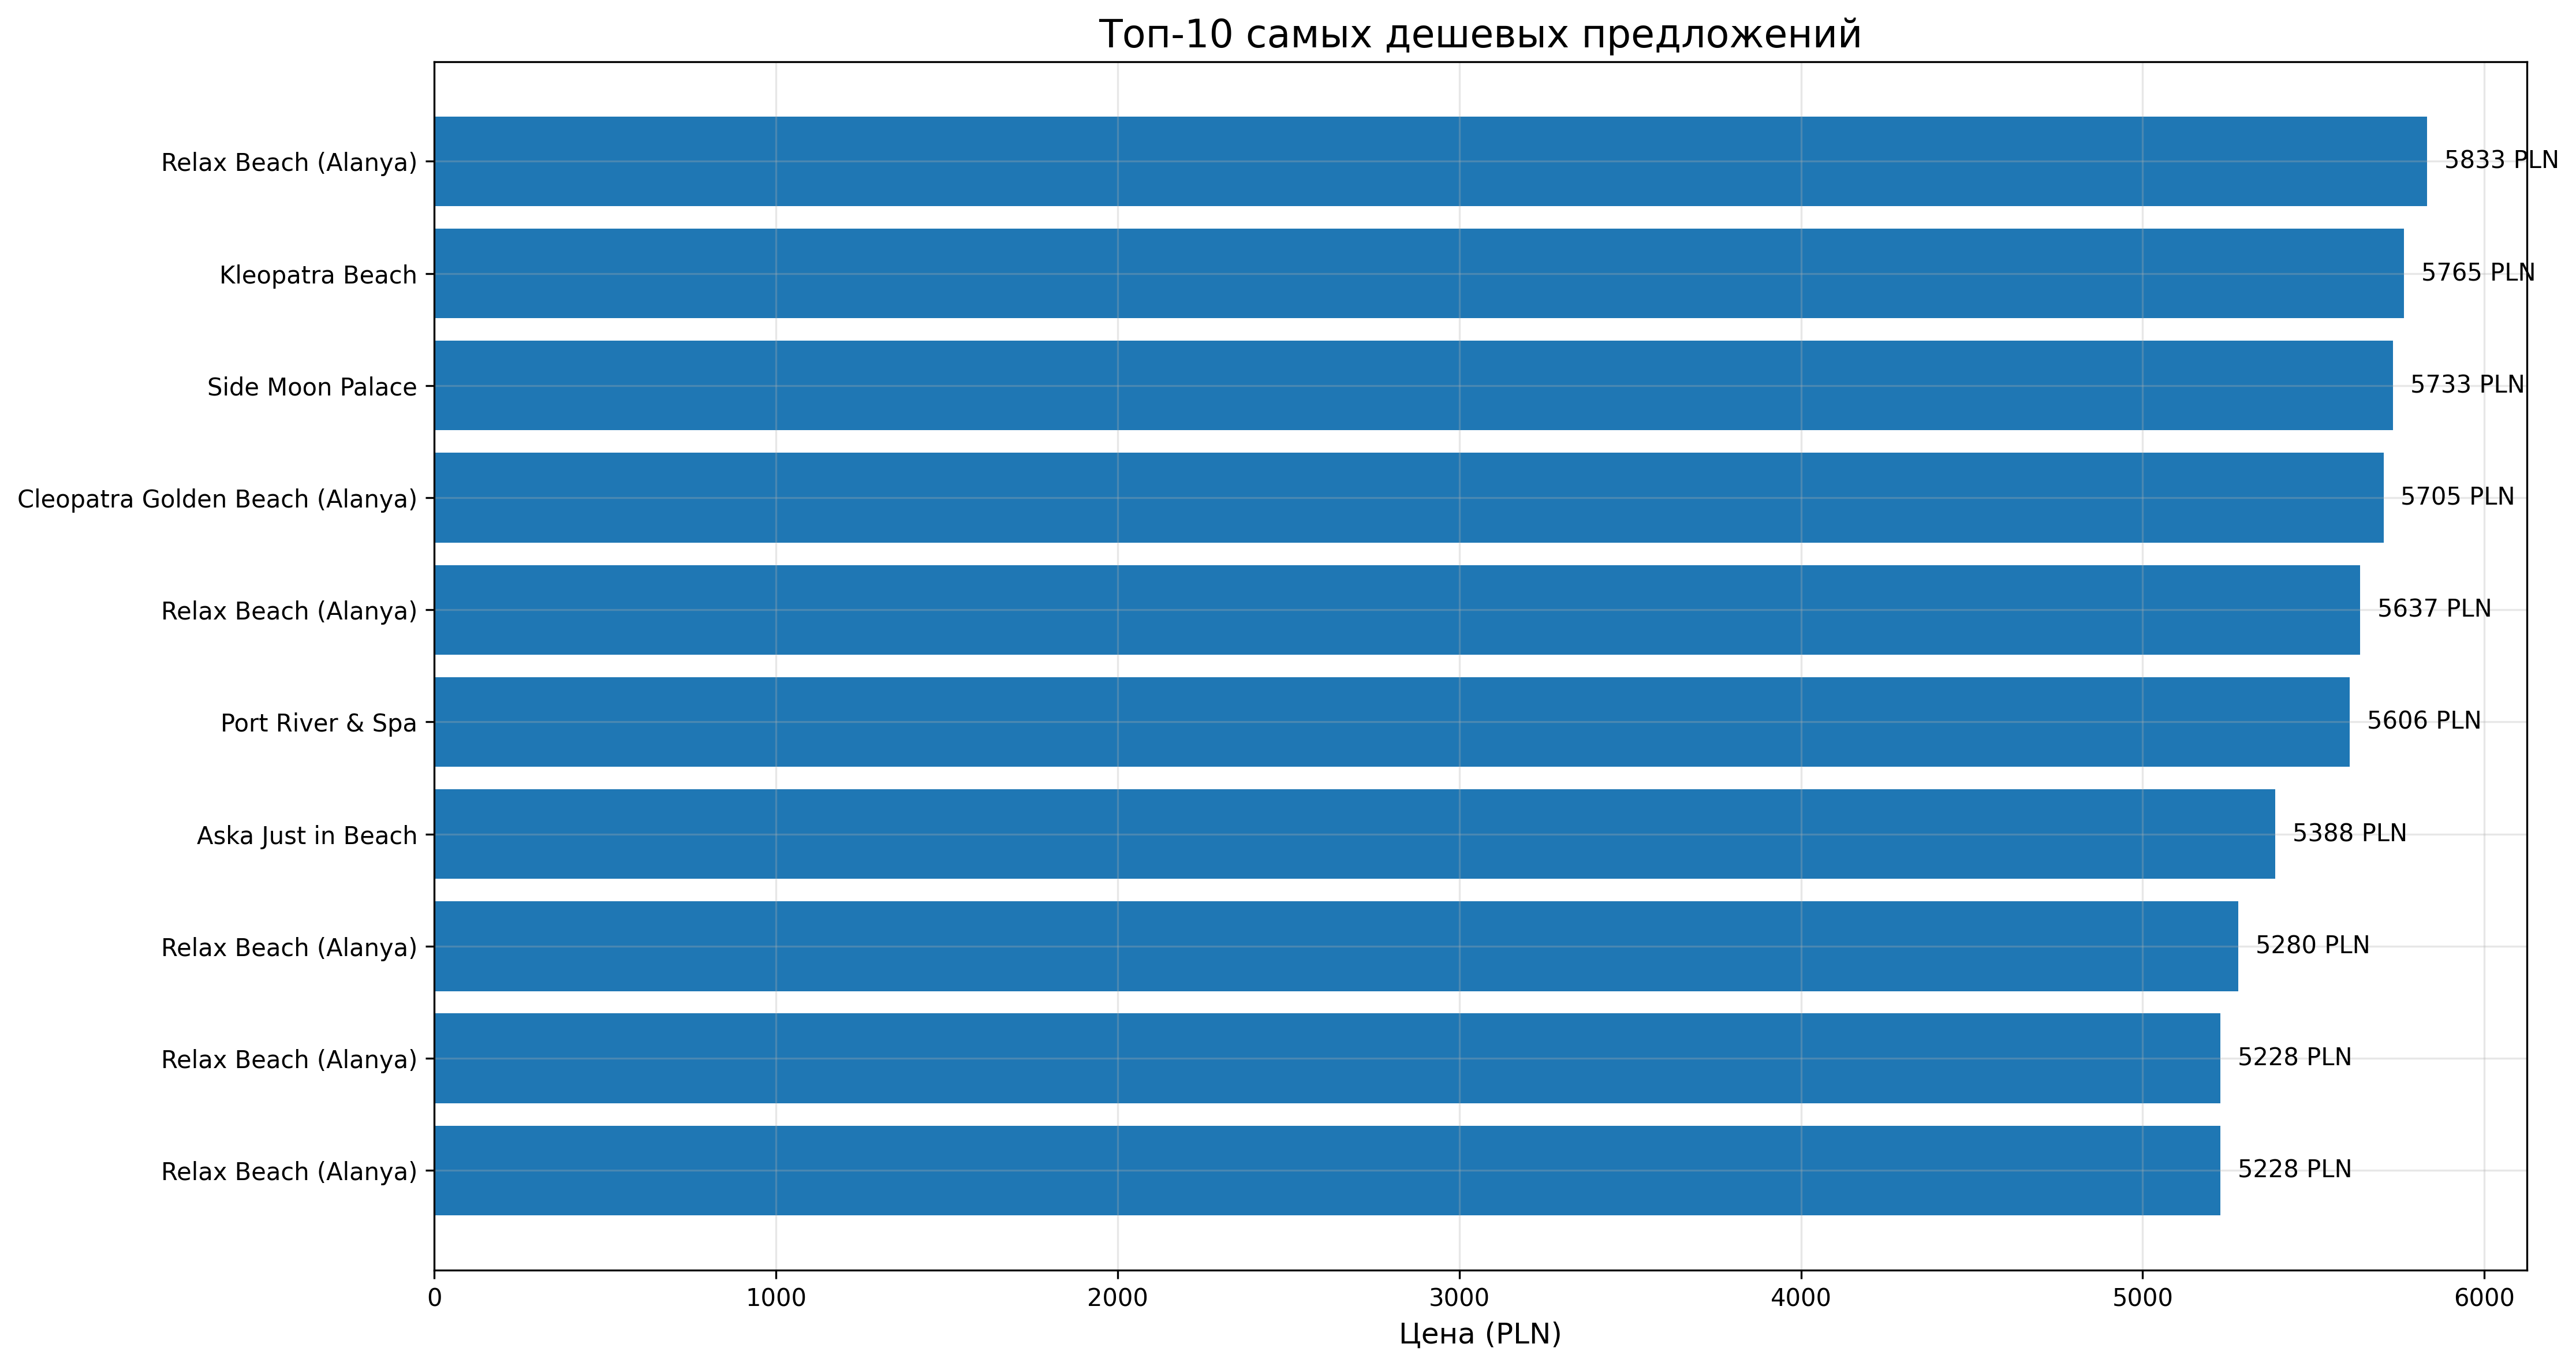 Топ-10 самых дешевых предложений
Relax Beach (Alanya) 5833 PLN
Kleopatra Beach 5765 PLN
Side Moon Palace 5733 PLN
Cleopatra Golden Beach (Alanya) 5705 PLN
Relax Beach (Alanya) 5637 PLN
Port River & Spa 5606 PLN
Aska Just in Beach 5388 PLN
Relax Beach (Alanya) 5280 PLN
Relax Beach (Alanya) 5228 PLN
Relax Beach (Alanya) 5228 PLN
0 1000 2000 3000 4000 5000 6000
Цена (PLN)